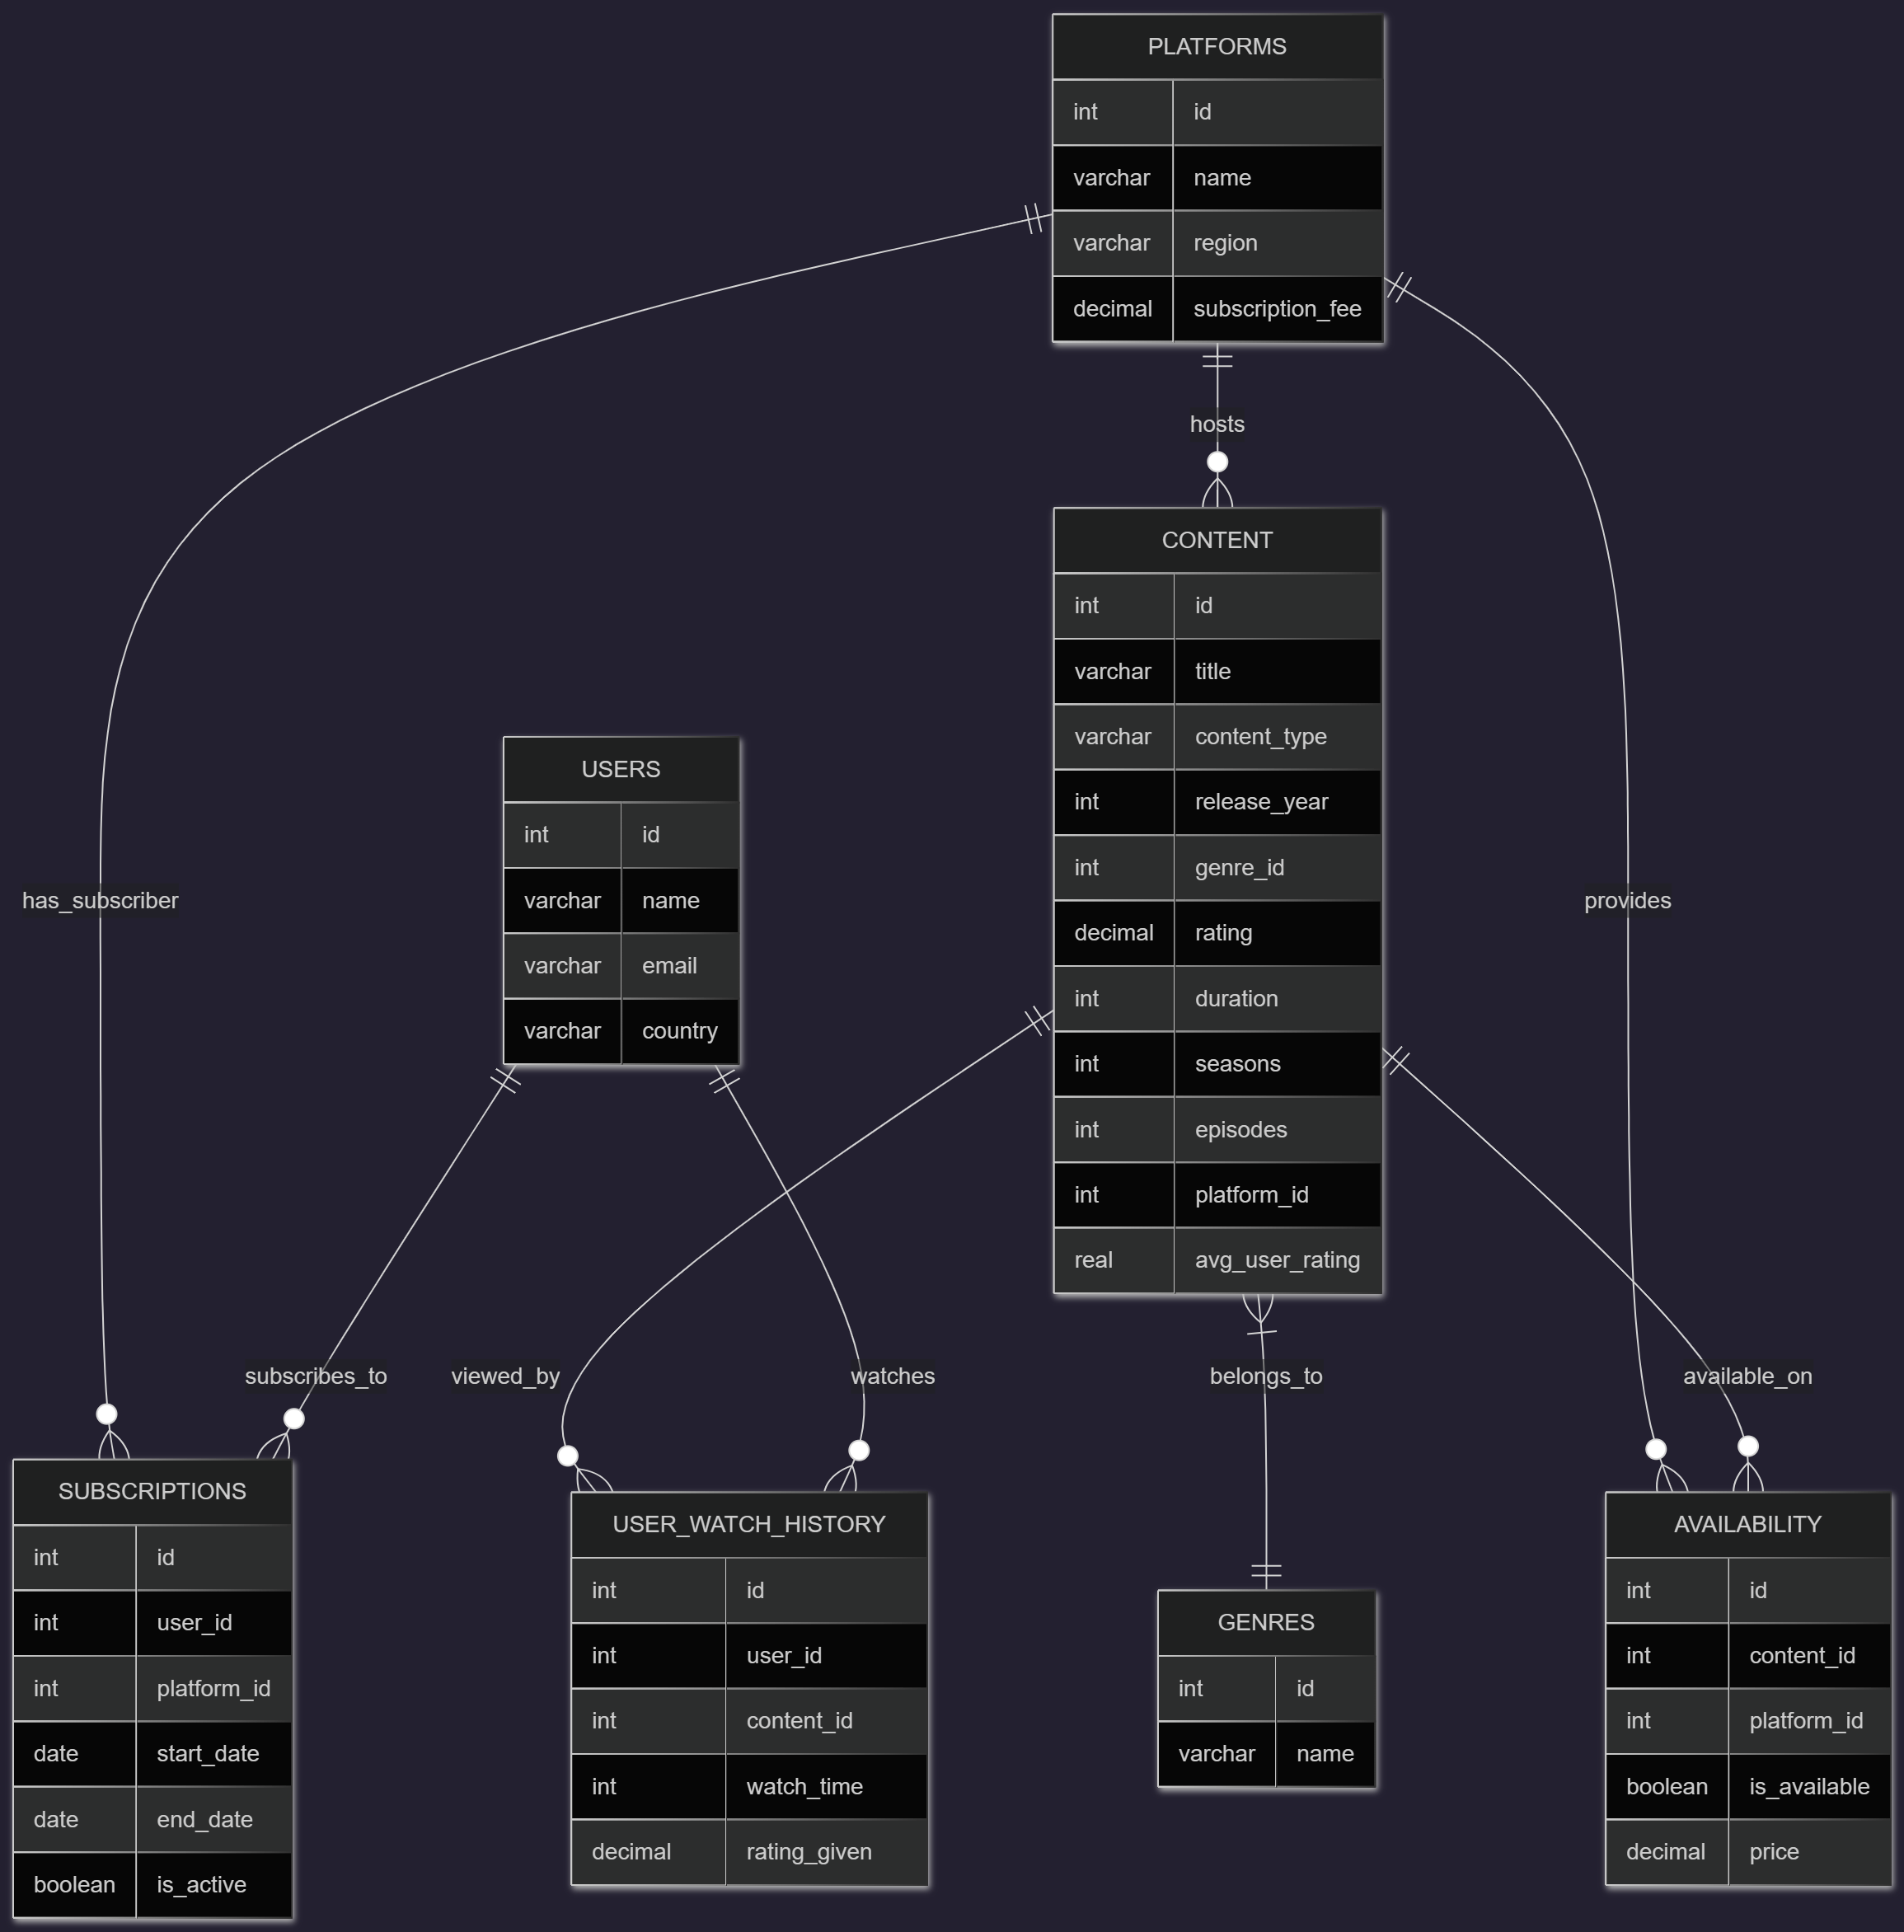 PLATFORMS
int id
varchar name
varchar region
decimal subscription_fee
hosts
CONTENT
int id
varchar title
varchar content_type
int release_year
int genre_id
decimal rating
int duration
int seasons
int episodes
int platform_id
real avg_user_rating
USERS
int id
varchar name
varchar email
varchar country
has_subscriber
provides
subscribes_to
viewed_by
watches
belongs_to
available_on
SUBSCRIPTIONS
int id
int user_id
int platform_id
date start_date
date end_date
boolean is_active
USER_WATCH_HISTORY
int id
int user_id
int content_id
int watch_time
decimal rating_given
GENRES
int id
varchar name
AVAILABILITY
int id
int content_id
int platform_id
boolean is_available
decimal price